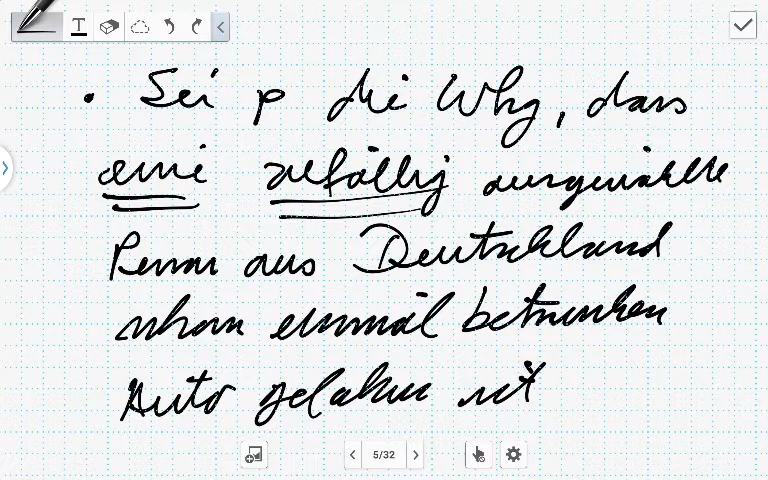 T
• Sei p die Whg, dass
eine zufällig ausgewählte
Person aus Deutschland
schon einmal betrunken
Auto gefahren ist
5/32